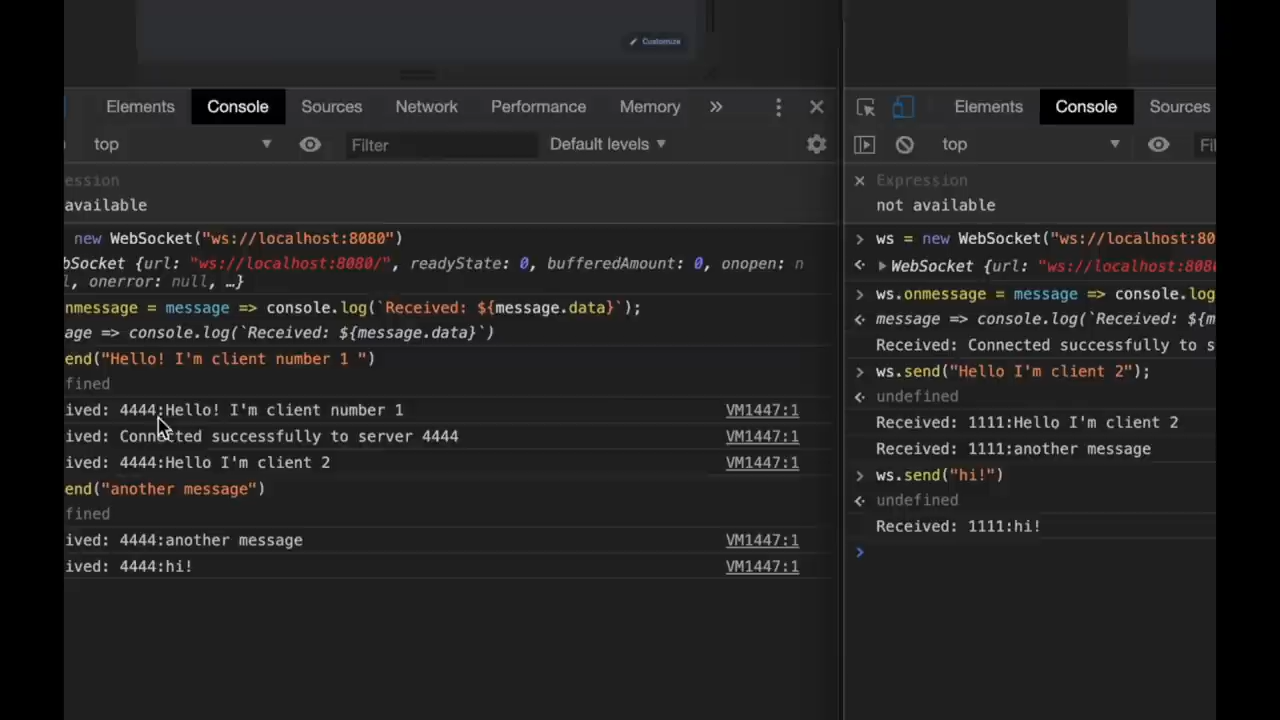 Customize
Elements Console Sources Network Performance Memory »
top Filter Default levels
ession
available
new WebSocket("ws://localhost:8080")
bSocket {url: "ws://localhost:8080/", readyState: 0, bufferedAmount: 0, onopen: n
l, onerror: null, …}
nmessage = message => console.log(`Received: ${message.data}`);
age => console.log(`Received: ${message.data}`)
end("Hello! I'm client number 1 ")
fined
ived: 4444:Hello! I'm client number 1 VM1447:1
ived: Connected successfully to server 4444 VM1447:1
ived: 4444:Hello I'm client 2 VM1447:1
end("another message")
fined
ived: 4444:another message VM1447:1
ived: 4444:hi! VM1447:1
Elements Console Sources
top Fil
Expression
not available
ws = new WebSocket("ws://localhost:80
WebSocket {url: "ws://localhost:808
ws.onmessage = message => console.log
message => console.log(`Received: ${m
Received: Connected successfully to s
ws.send("Hello I'm client 2");
undefined
Received: 1111:Hello I'm client 2
Received: 1111:another message
ws.send("hi!")
undefined
Received: 1111:hi!